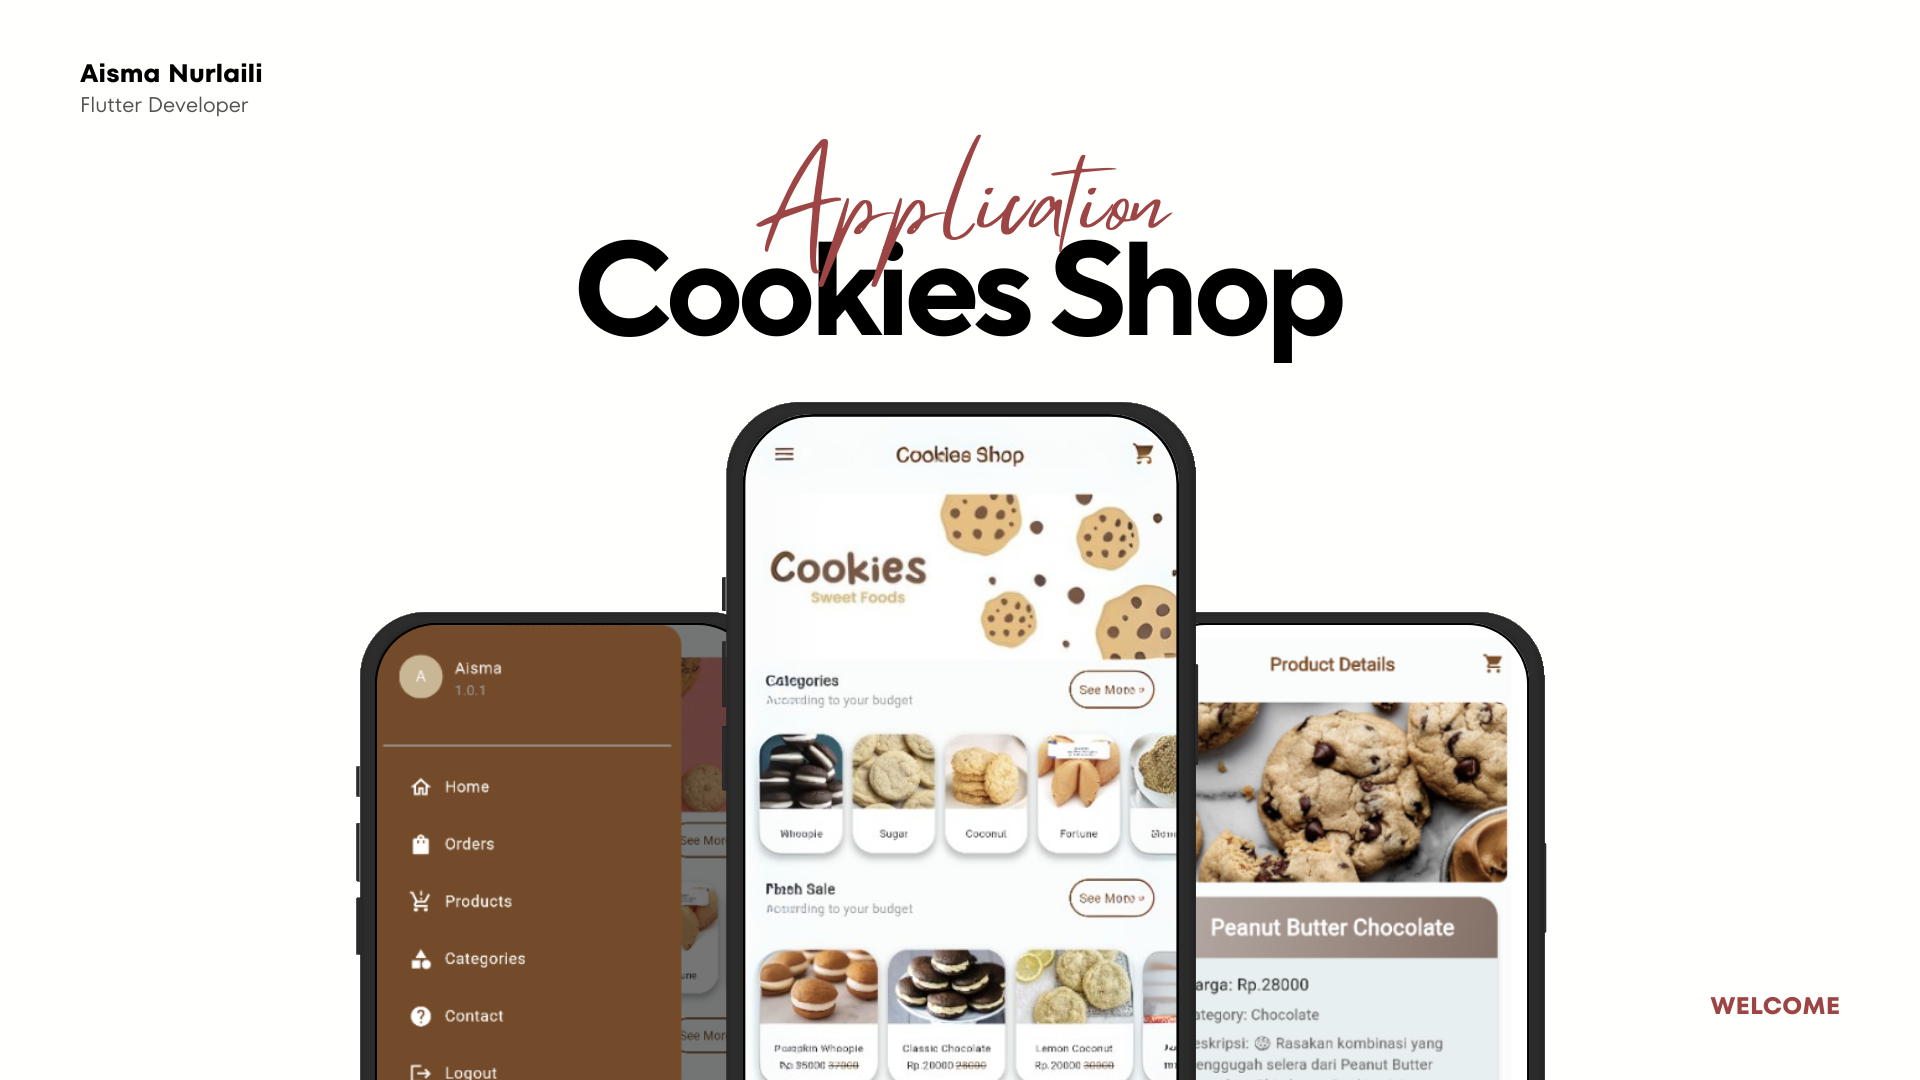 Aisma Nurlaili
Flutter Developer
Application
Cookies Shop
A
Aisma
1.0.1
Home
Orders
Products
Categories
Contact
Logout
See Mor
une
See Mor
Cookies Shop
Cookies
Sweet Foods
Categories
According to your budget
See More »
Whoopie
Sugar
Coconut
Fortune
Flash Sale
According to your budget
See More »
Pumpkin Whoopie
Rp.35000 37000
Classic Chocolate
Rp.20000 28000
Lemon Coconut
Rp.20000 30000
Product Details
Peanut Butter Chocolate
arga: Rp.28000
ategory: Chocolate
eskripsi: 🍪 Rasakan kombinasi yang
enggugah selera dari Peanut Butter
WELCOME